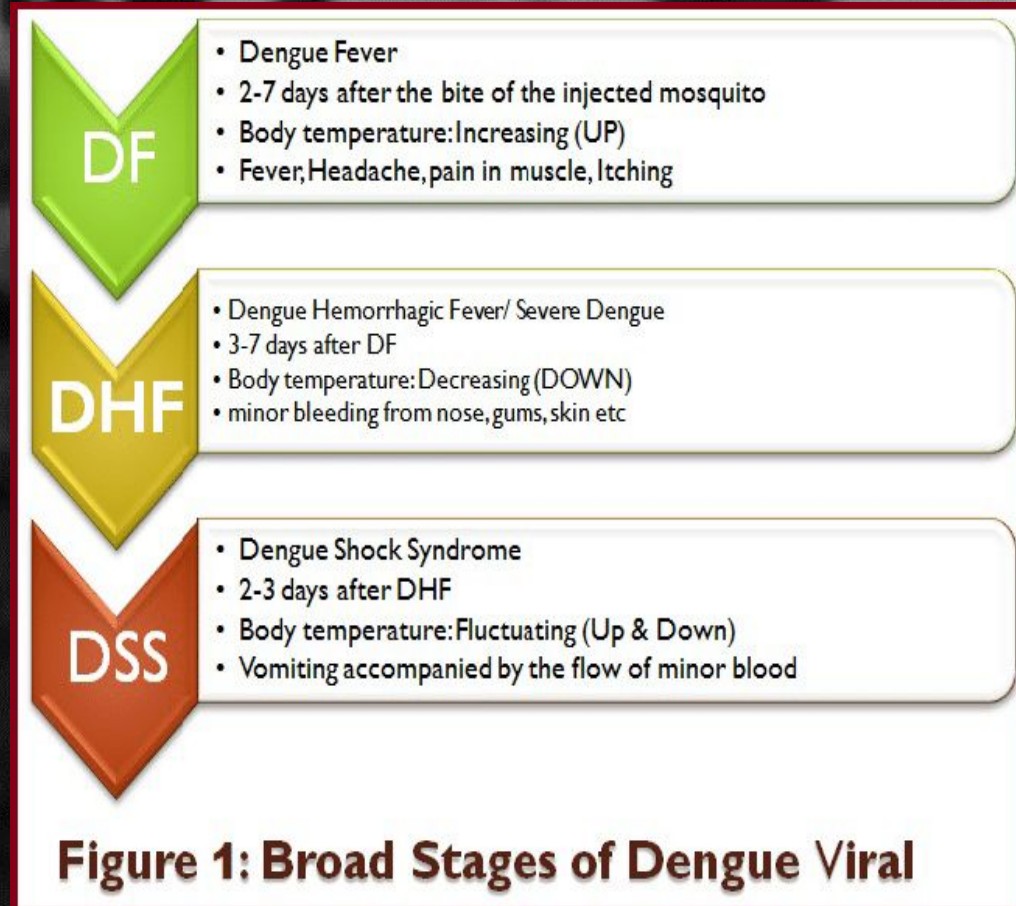 DF
• Dengue Fever
• 2-7 days after the bite of the injected mosquito
• Body temperature: Increasing (UP)
• Fever, Headache, pain in muscle, Itching
DHF
• Dengue Hemorrhagic Fever/ Severe Dengue
• 3-7 days after DF
• Body temperature: Decreasing (DOWN)
• minor bleeding from nose, gums, skin etc
DSS
• Dengue Shock Syndrome
• 2-3 days after DHF
• Body temperature: Fluctuating (Up & Down)
• Vomiting accompanied by the flow of minor blood
Figure 1: Broad Stages of Dengue Viral